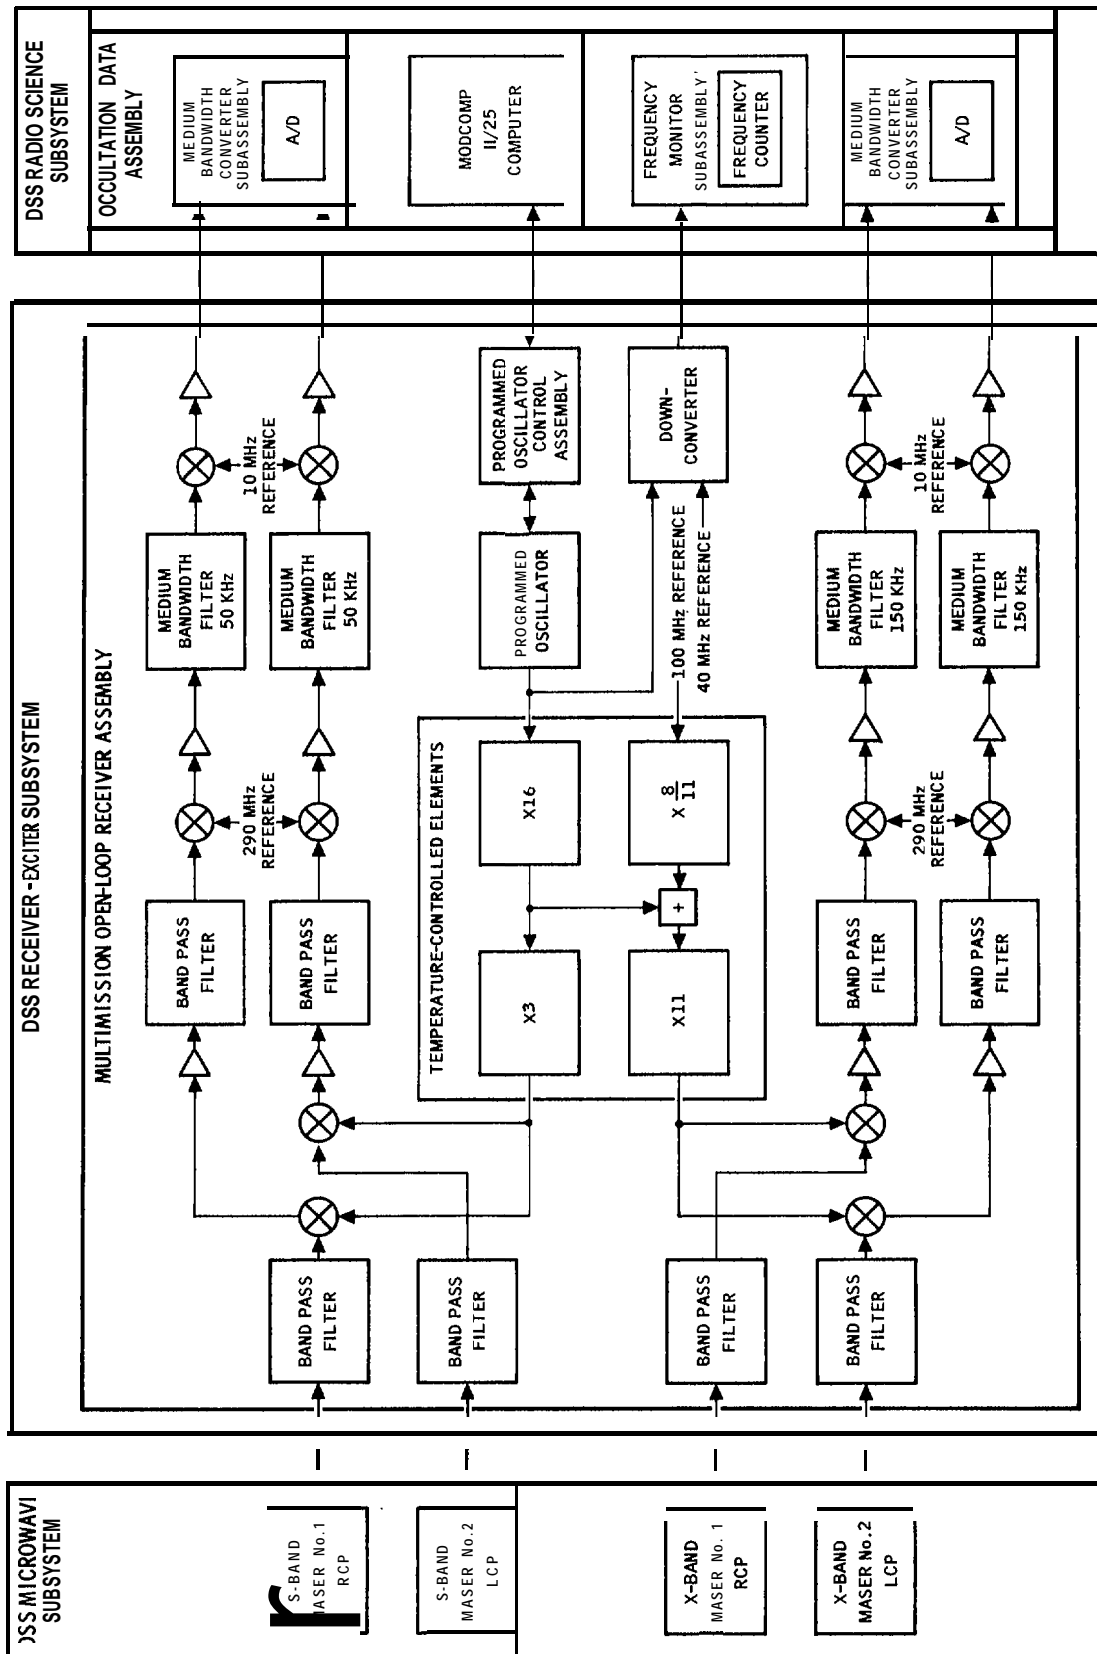 DSS RADIO SCIENCE
SUBSYSTEM
OCCULTATION DATA
ASSEMBLY
MEDIUM
BANDWIDTH
CONVERTER
SUBASSEMBLY
A/D
MODCOMP
II/25
COMPUTER
FREQUENCY
MONITOR
SUBASSEMBLY'
FREQUENCY
COUNTER
MEDIUM
BANDWIDTH
CONVERTER
SUBASSEMBLY
A/D
DSS RECEIVER-EXCITER SUBSYSTEM
MULTIMISSION OPEN-LOOP RECEIVER ASSEMBLY
10 MHz
REFERENCE
PROGRAMMED
OSCILLATOR
CONTROL
ASSEMBLY
DOWN-
CONVERTER
10 MHz
REFERENCE
MEDIUM
BANDWIDTH
FILTER
50 KHz
MEDIUM
BANDWIDTH
FILTER
50 KHz
PROGRAMMED
OSCILLATOR
100 MHz REFERENCE
40 MHz REFERENCE
MEDIUM
BANDWIDTH
FILTER
150 KHz
MEDIUM
BANDWIDTH
FILTER
150 KHz
290 MHz
REFERENCE
TEMPERATURE-CONTROLLED ELEMENTS
X16
X 8/11
290 MHz
REFERENCE
BAND PASS
FILTER
BAND PASS
FILTER
X3
+
X11
BAND PASS
FILTER
BAND PASS
FILTER
BAND PASS
FILTER
BAND PASS
FILTER
BAND PASS
FILTER
BAND PASS
FILTER
DSS MICROWAVI
SUBSYSTEM
S-BAND
MASER No.1
RCP
S-BAND
MASER No.2
LCP
X-BAND
MASER No. 1
RCP
X-BAND
MASER No.2
LCP